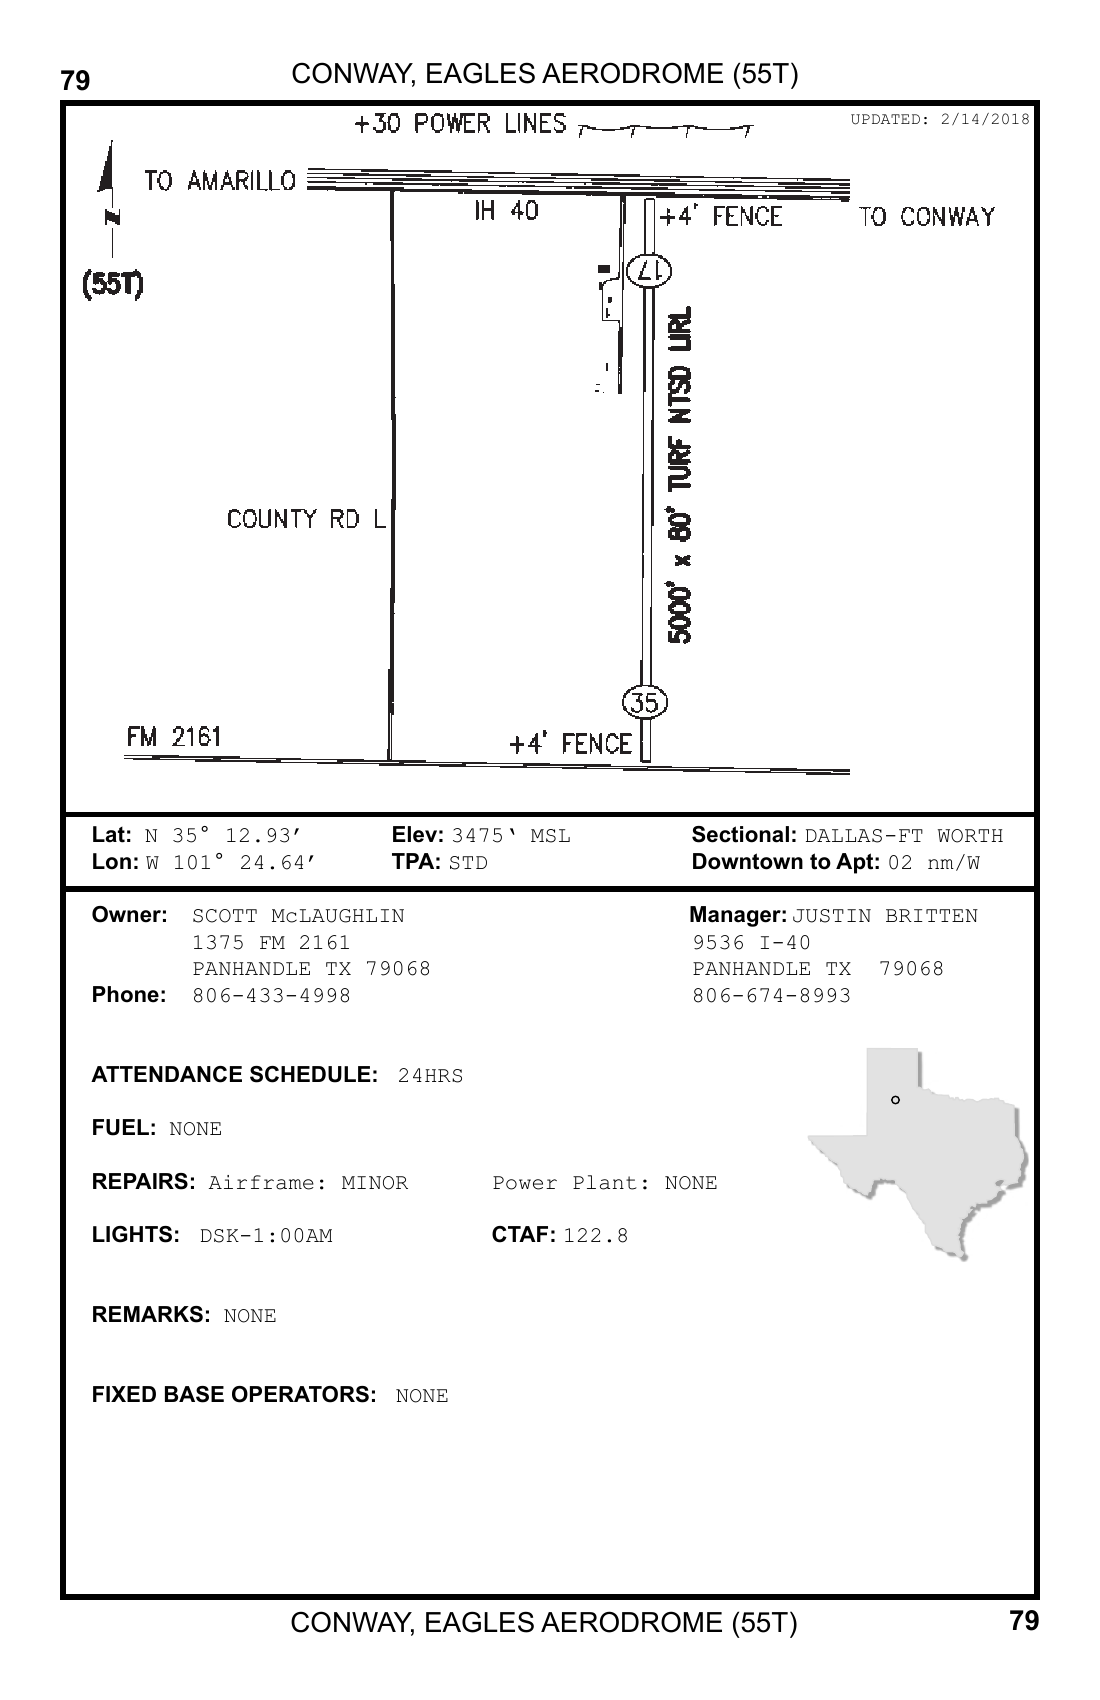 79
CONWAY, EAGLES AERODROME (55T)
+30 POWER LINES
UPDATED: 2/14/2018
TO AMARILLO
N
IH 40
+4' FENCE
TO CONWAY
(55T)
17
5000' x 80' TURF NTSD LIRL
COUNTY RD L
35
FM 2161
+4' FENCE
Lat: N 35° 12.93′ Elev: 3475‘ MSL Sectional: DALLAS-FT WORTH
Lon: W 101° 24.64′ TPA: STD Downtown to Apt: 02 nm/W
Owner: SCOTT McLAUGHLIN Manager: JUSTIN BRITTEN
1375 FM 2161 9536 I-40
PANHANDLE TX 79068 PANHANDLE TX 79068
Phone: 806-433-4998 806-674-8993
ATTENDANCE SCHEDULE: 24HRS
FUEL: NONE
REPAIRS: Airframe: MINOR Power Plant: NONE
LIGHTS: DSK-1:00AM CTAF: 122.8
REMARKS: NONE
FIXED BASE OPERATORS: NONE
CONWAY, EAGLES AERODROME (55T)
79